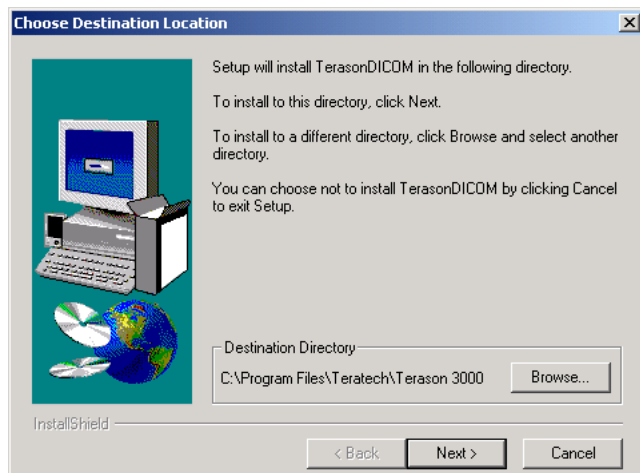 Choose Destination Location
Setup will install TerasonDICOM in the following directory.
To install to this directory, click Next.
To install to a different directory, click Browse and select another
directory.
You can choose not to install TerasonDICOM by clicking Cancel
to exit Setup.
Destination Directory
C:\Program Files\Teratech\Terason 3000
Browse...
InstallShield
< Back
Next >
Cancel